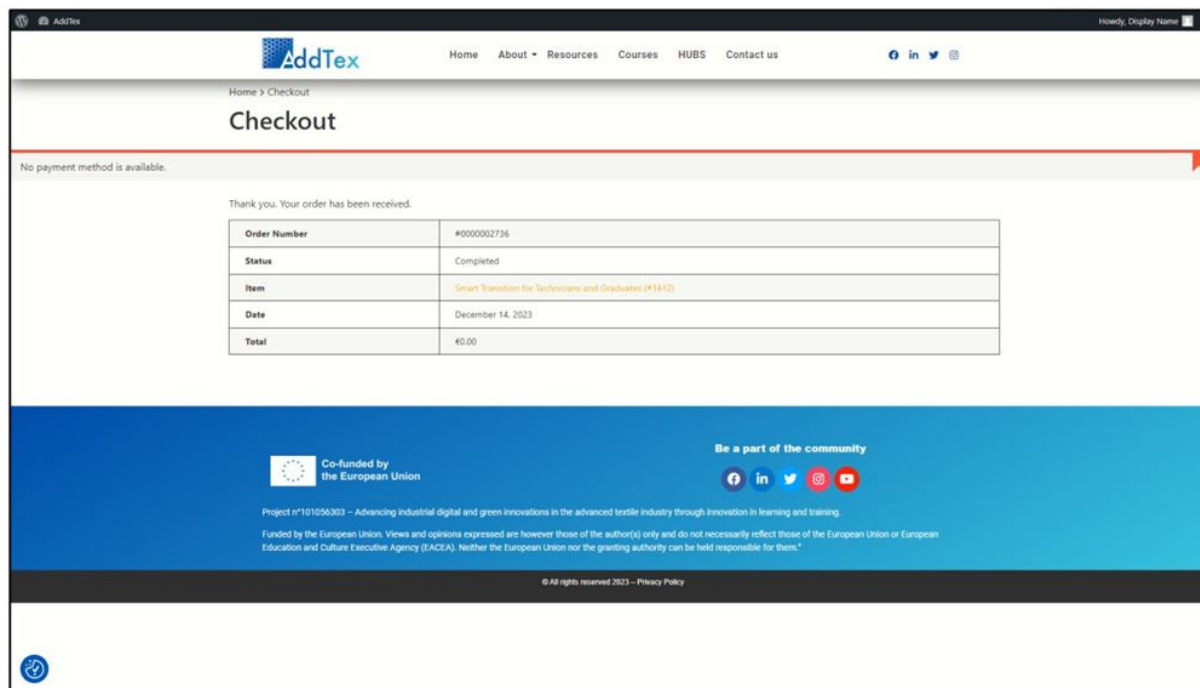 AddTex
Howdy, Display Name
AddTex
Home About Resources Courses HUBS Contact us
Home > Checkout
Checkout
No payment method is available.
Thank you. Your order has been received.
Order Number #0000002736
Status Completed
Item Smart Transition for Technicians and Graduates (#1412)
Date December 14, 2023
Total €0.00
Co-funded by
the European Union
Be a part of the community
Project n°101056303 – Advancing industrial digital and green innovations in the advanced textile industry through innovation in learning and training.
Funded by the European Union. Views and opinions expressed are however those of the author(s) only and do not necessarily reflect those of the European Union or European
Education and Culture Executive Agency (EACEA). Neither the European Union nor the granting authority can be held responsible for them."
© All rights reserved 2023 – Privacy Policy